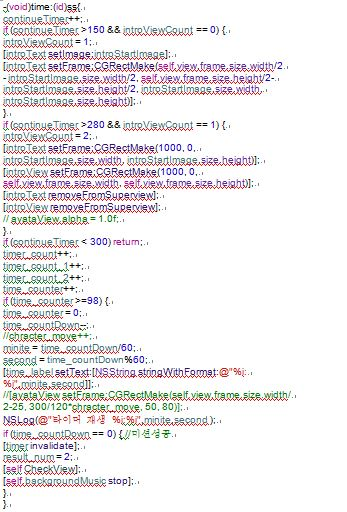 -(void)time:(id)ss{
continueTimer++;
if (continueTimer >150 && introViewCount == 0) {
introViewCount = 1;
[introText setImage:introStartImage];
[introText setFrame:CGRectMake(self.view.frame.size.width/2
- introStartImage.size.width/2, self.view.frame.size.height/2-
introStartImage.size.height/2, introStartImage.size.width,
introStartImage.size.height)];
}
if (continueTimer >280 && introViewCount == 1) {
introViewCount = 2;
[introText setFrame:CGRectMake(1000, 0,
introStartImage.size.width, introStartImage.size.height)];
[introView setFrame:CGRectMake(1000, 0,
self.view.frame.size.width, self.view.frame.size.height)];
[introText removeFromSuperview];
[introView removeFromSuperview];
// avataView.alpha = 1.0f;
}
if (continueTimer < 300) return;
timer_count++;
timer_count_1++;
timer_count_2++;
time_counter++;
if (time_counter >=98) {
time_counter = 0;
time_countDown--;
//chracter_move++;
minite = time_countDown/60;
second = time_countDown%60;
[time_label setText:[NSString stringWithFormat:@"%i:
%i",minite,second]];
//[avataView setFrame:CGRectMake(self.view.frame.size.width/
2-25, 300/120*chracter_move, 50, 80)];
NSLog(@"타이머 재생 %i:%i",minite,second );
if (time_countDown == 0) {//미션성공
[timer invalidate];
result_num = 2;
[self CheckView];
[self.backgroundMusic stop];
}
}